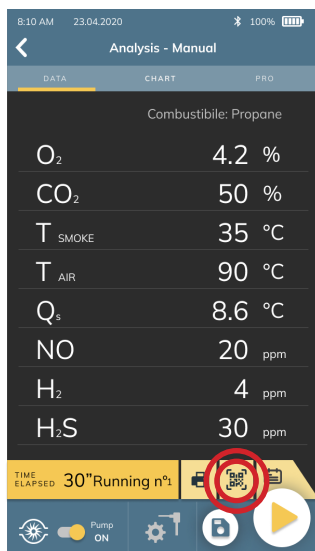 8:10 AM 23.04.2020 100%
Analysis - Manual
DATA CHART PRO
Combustibile: Propane
O₂ 4.2 %
CO₂ 50 %
T SMOKE 35 °C
T AIR 90 °C
Qs 8.6 °C
NO 20 ppm
H₂ 4 ppm
H₂S 30 ppm
TIME
ELAPSED 30” Running n°1
Pump
ON